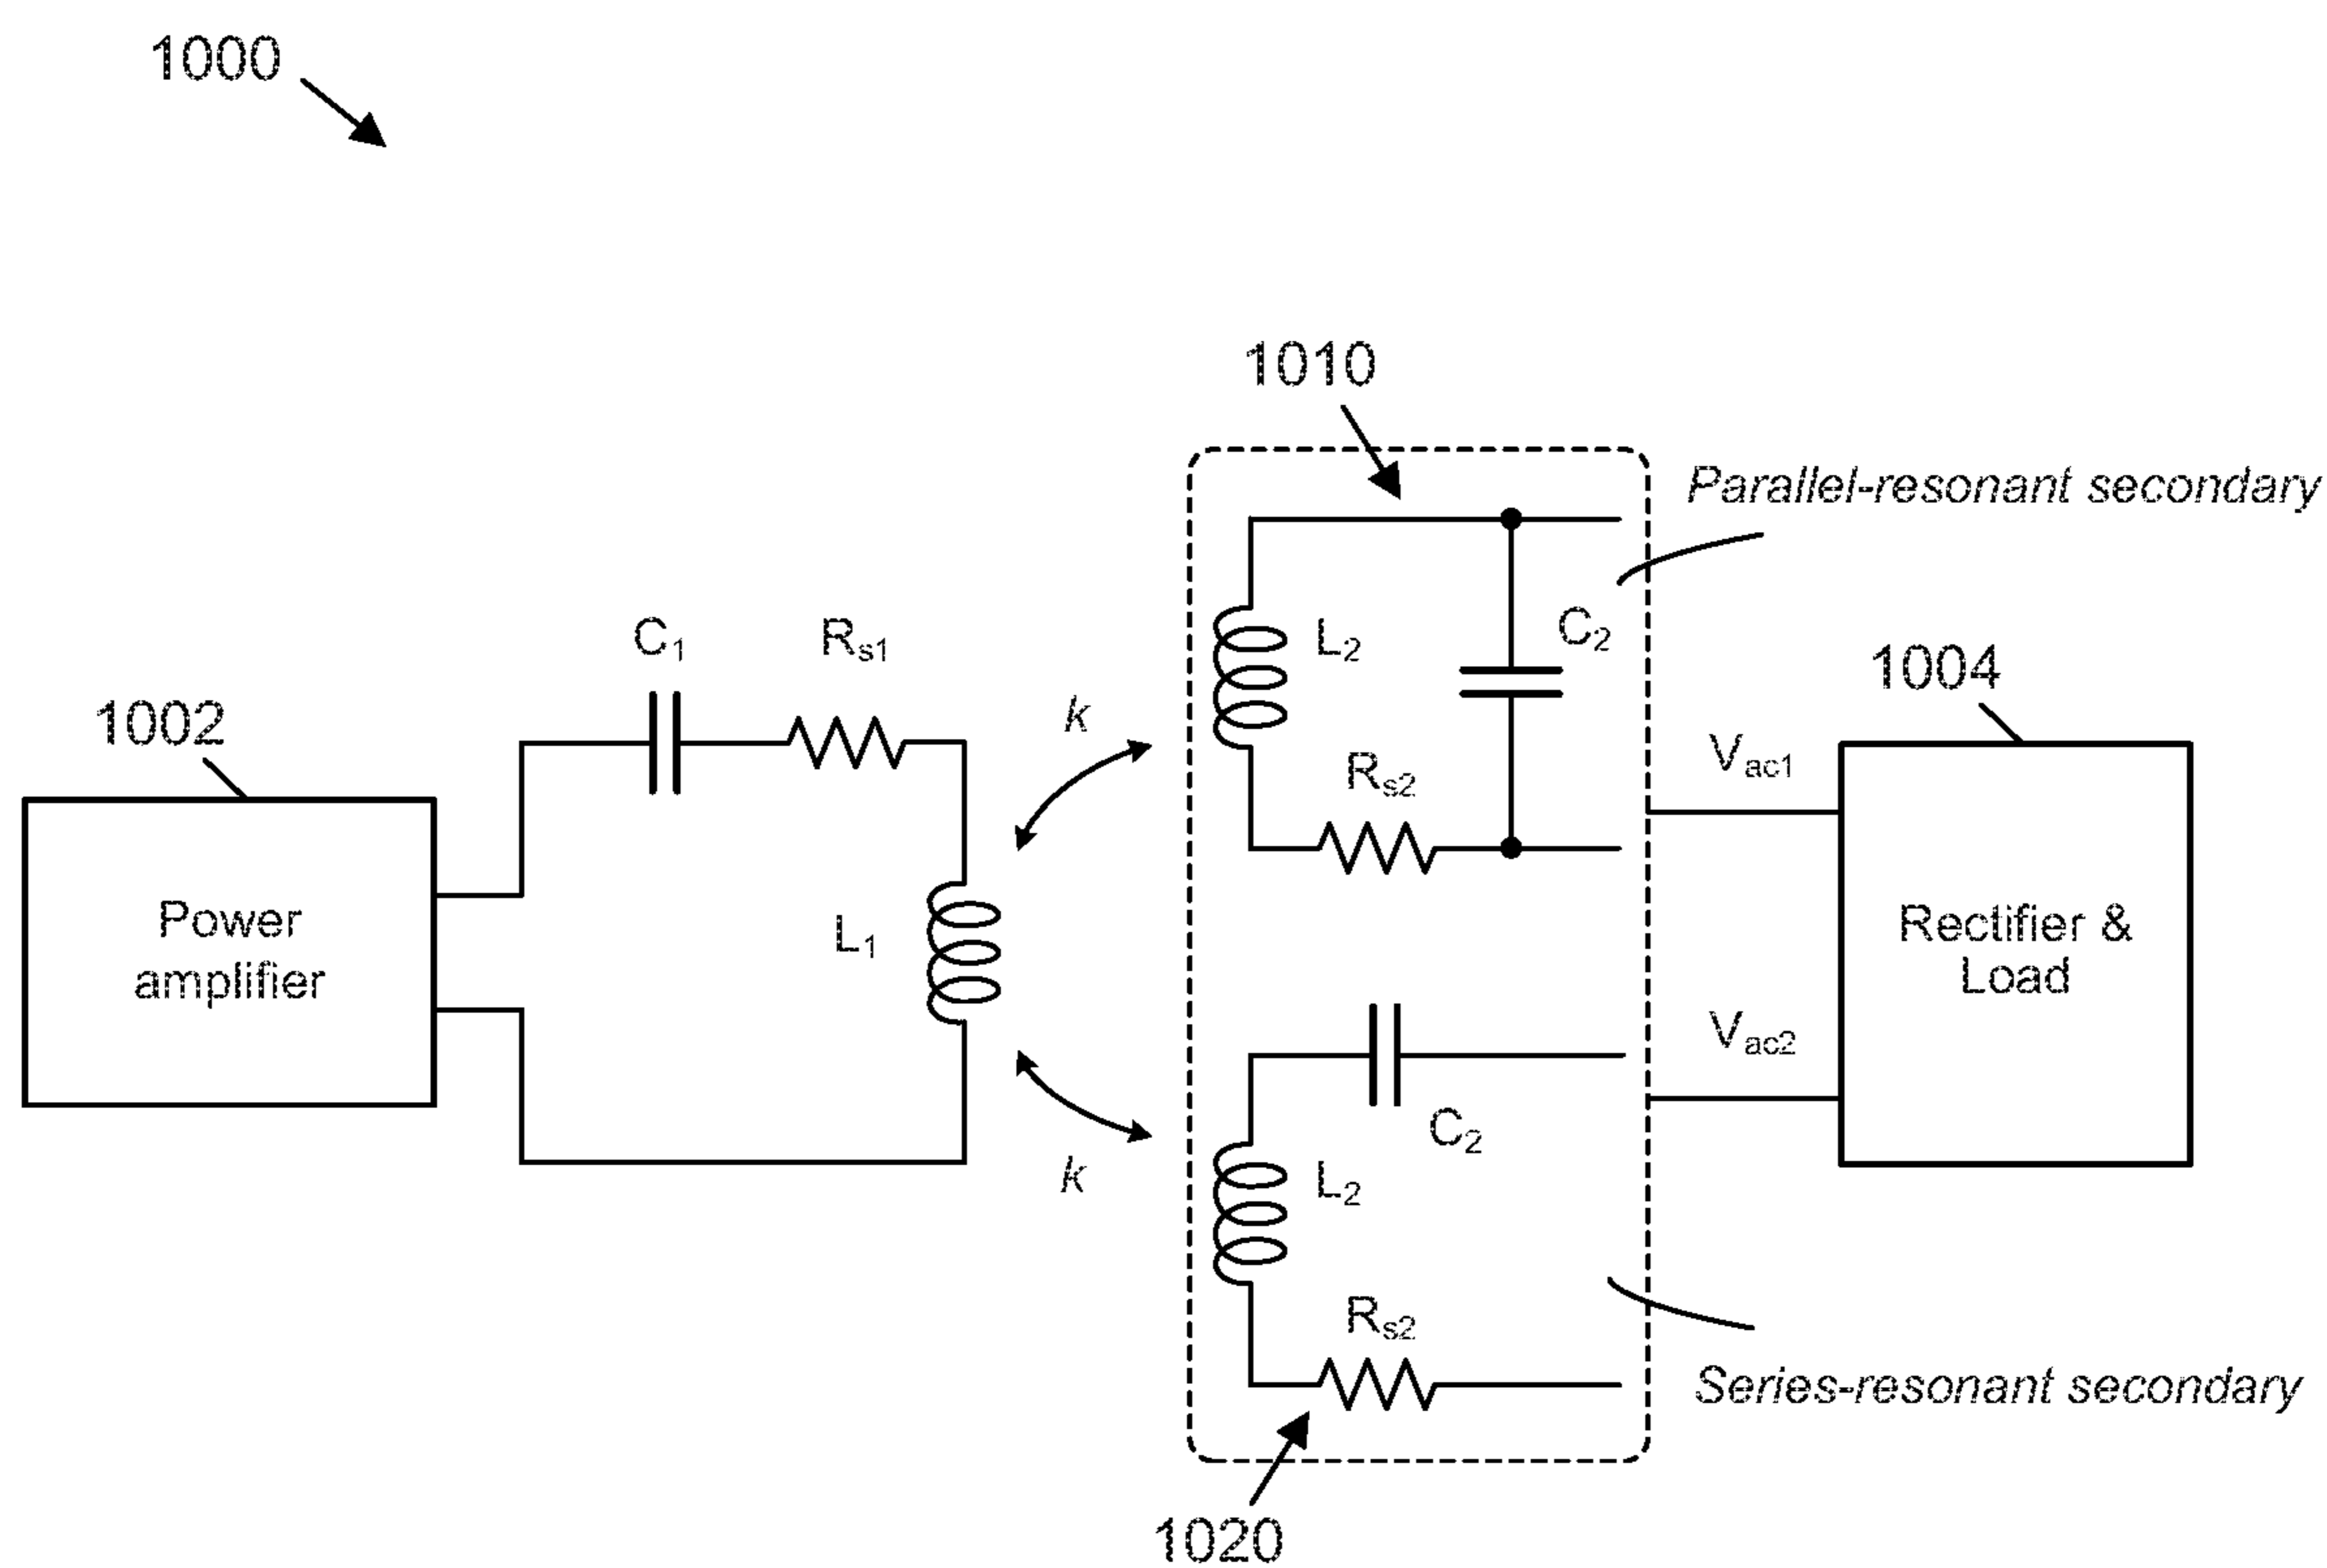 1000
1010
Parallel-resonant secondary
C1
Rs1
L2
C2
1004
1002
k
Vac1
Rs2
Power
amplifier
L1
Rectifier &
Load
Vac2
C2
k
L2
Rs2
Series-resonant secondary
1020